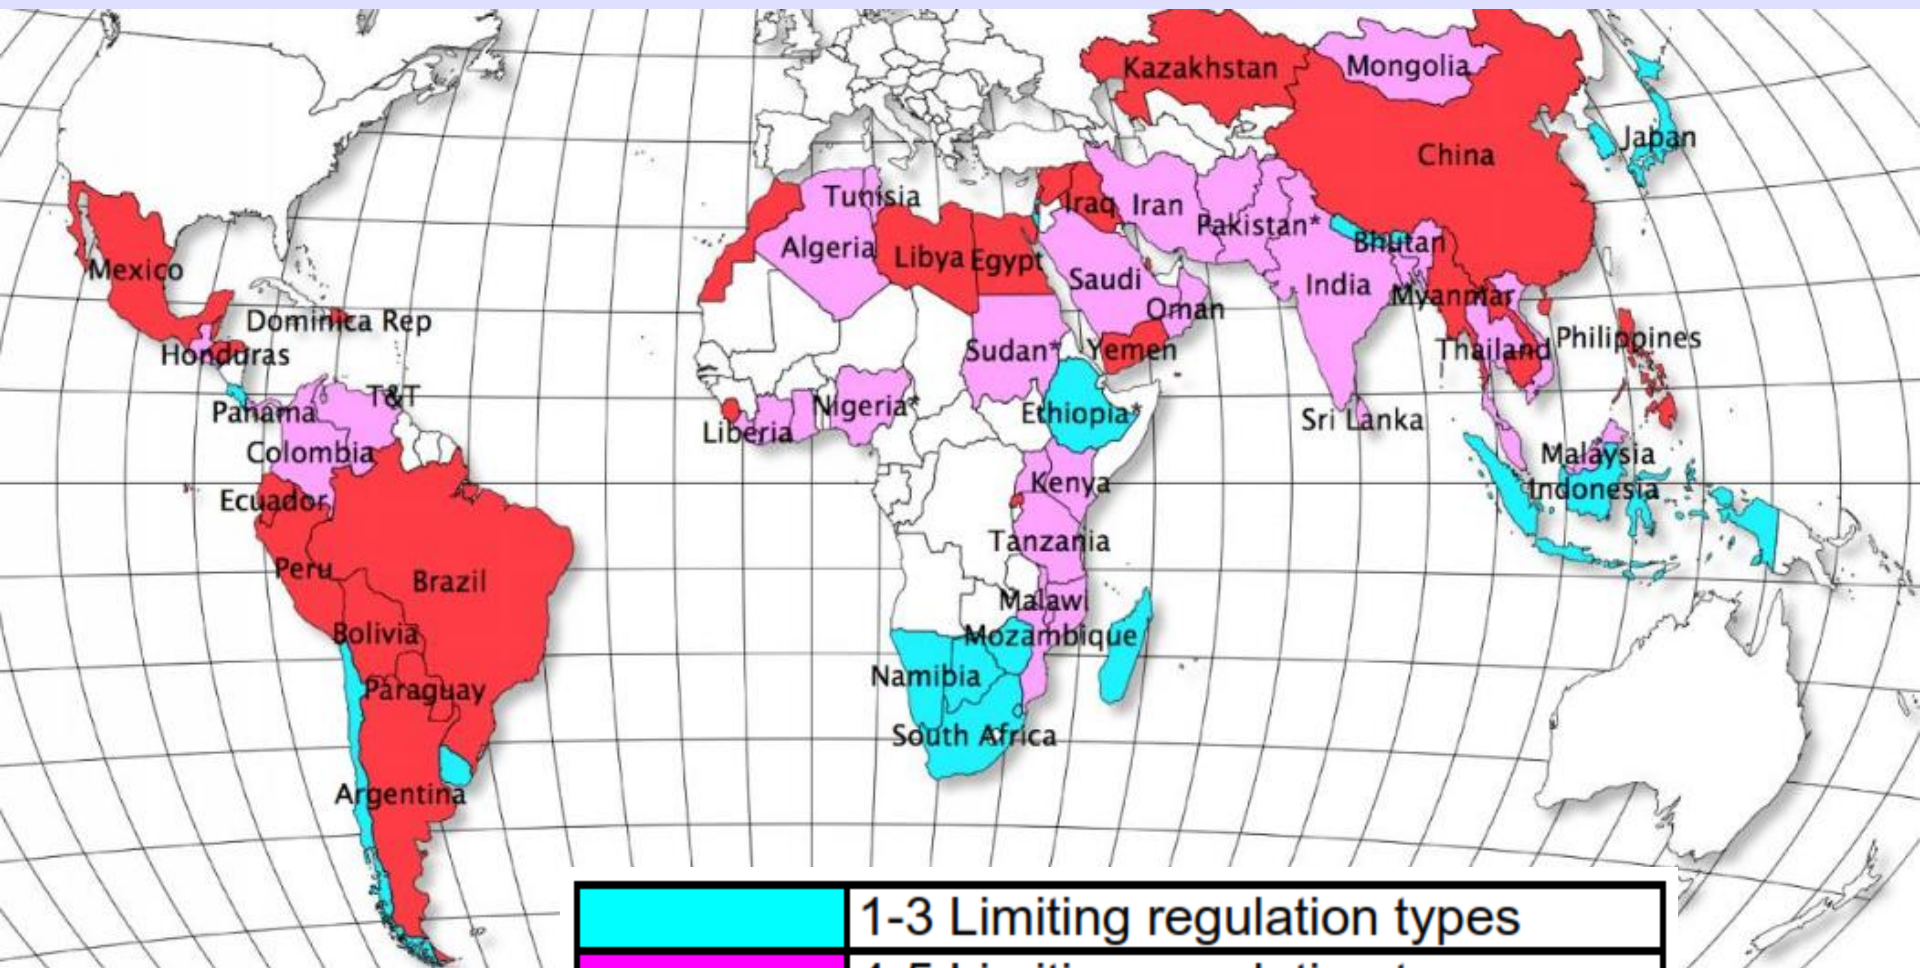 Kazakhstan
Mongolia
China
Japan
Tunisia
Iraq
Iran
Pakistan*
Bhutan
Algeria
Libya
Egypt
Saudi
India
Myanmar
Oman
Mexico
Dominica Rep
Honduras
Sudan*
Yemen
Thailand
Philippines
T&T
Panama
Nigeria*
Ethiopia*
Sri Lanka
Liberia
Colombia
Malaysia
Kenya
Indonesia
Ecuador
Tanzania
Peru
Brazil
Malawi
Bolivia
Mozambique
Namibia
Paraguay
South Africa
Argentina
1-3 Limiting regulation types